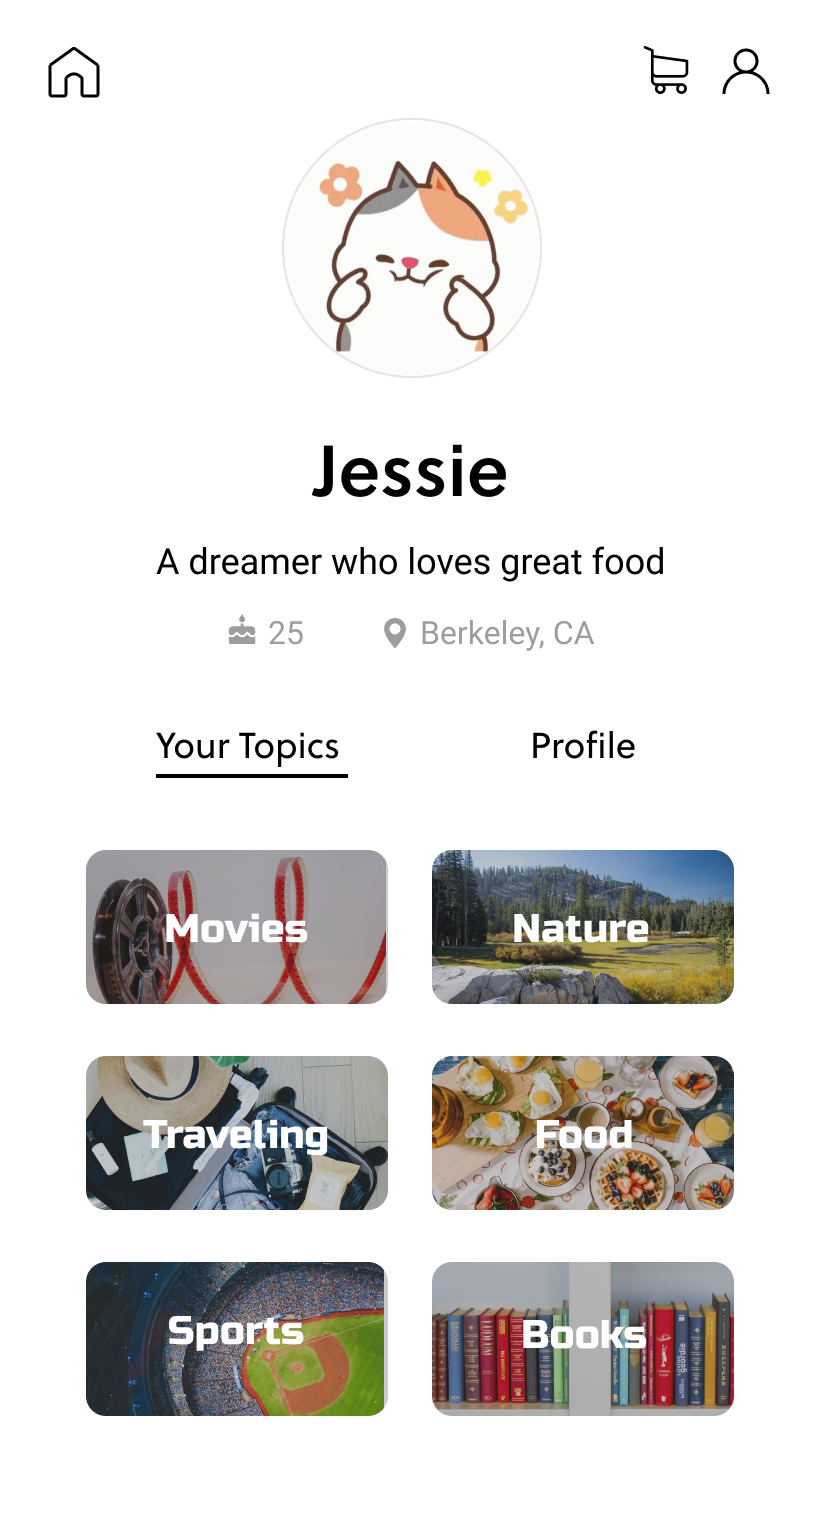 Jessie
A dreamer who loves great food
25 Berkeley, CA
Your Topics Profile
Movies Nature
Traveling Food
Sports Books